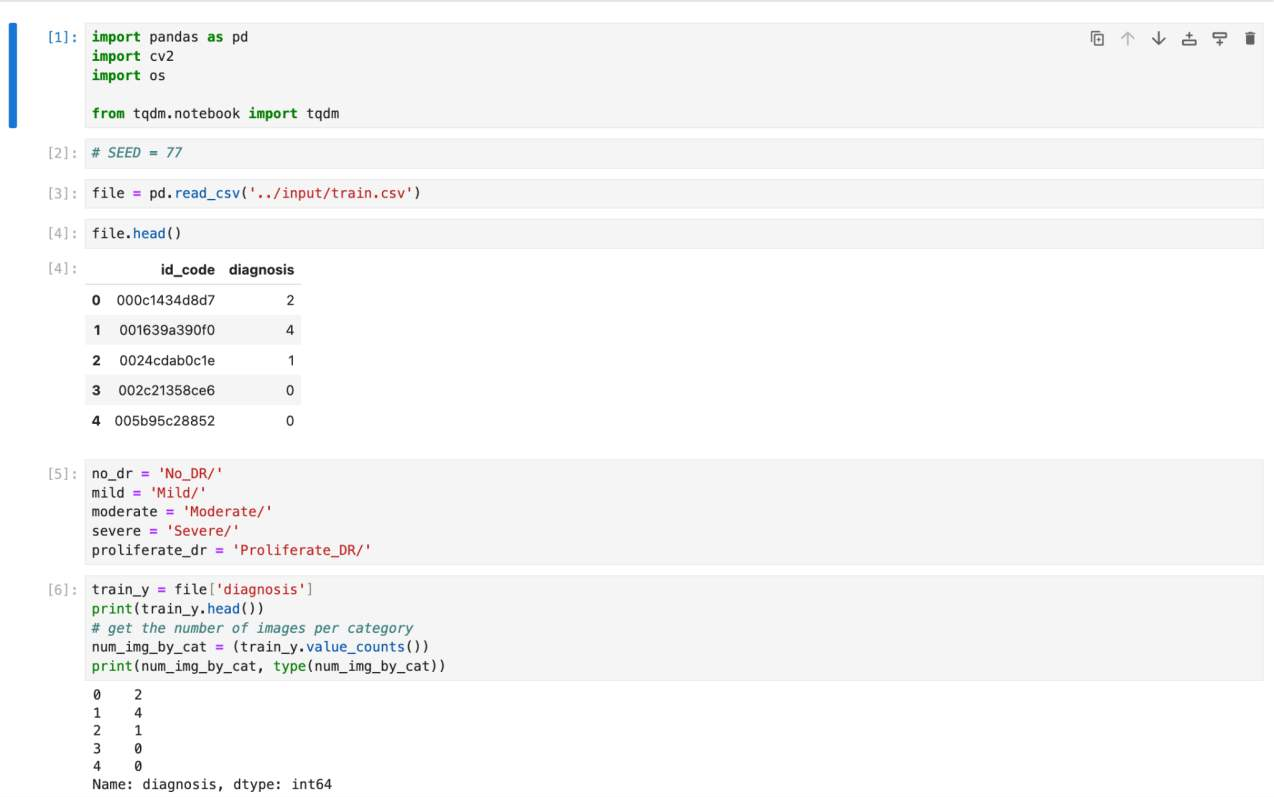 [1]: import pandas as pd
import cv2
import os
from tqdm.notebook import tqdm
[2]: # SEED = 77
[3]: file = pd.read_csv('../input/train.csv')
[4]: file.head()
[4]: id_code diagnosis
0 000c1434d8d7 2
1 001639a390f0 4
2 0024cdab0c1e 1
3 002c21358ce6 0
4 005b95c28852 0
[5]: no_dr = 'No_DR/'
mild = 'Mild/'
moderate = 'Moderate/'
severe = 'Severe/'
proliferate_dr = 'Proliferate_DR/'
[6]: train_y = file['diagnosis']
print(train_y.head())
# get the number of images per category
num_img_by_cat = (train_y.value_counts())
print(num_img_by_cat, type(num_img_by_cat))
0 2
1 4
2 1
3 0
4 0
Name: diagnosis, dtype: int64